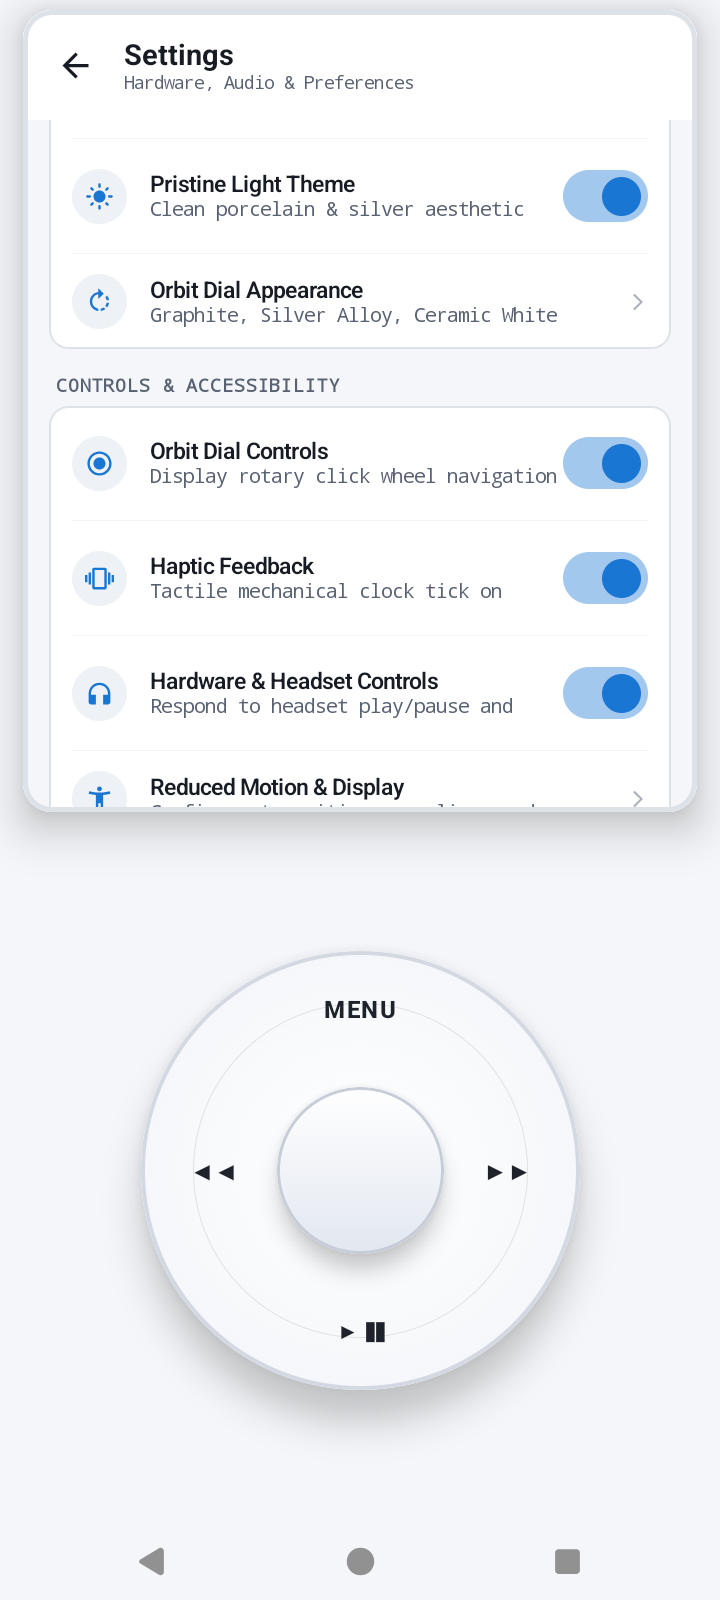 Settings
Hardware, Audio & Preferences
Pristine Light Theme
Clean porcelain & silver aesthetic
Orbit Dial Appearance
Graphite, Silver Alloy, Ceramic White
CONTROLS & ACCESSIBILITY
Orbit Dial Controls
Display rotary click wheel navigation
Haptic Feedback
Tactile mechanical clock tick on
Hardware & Headset Controls
Respond to headset play/pause and
Reduced Motion & Display
MENU